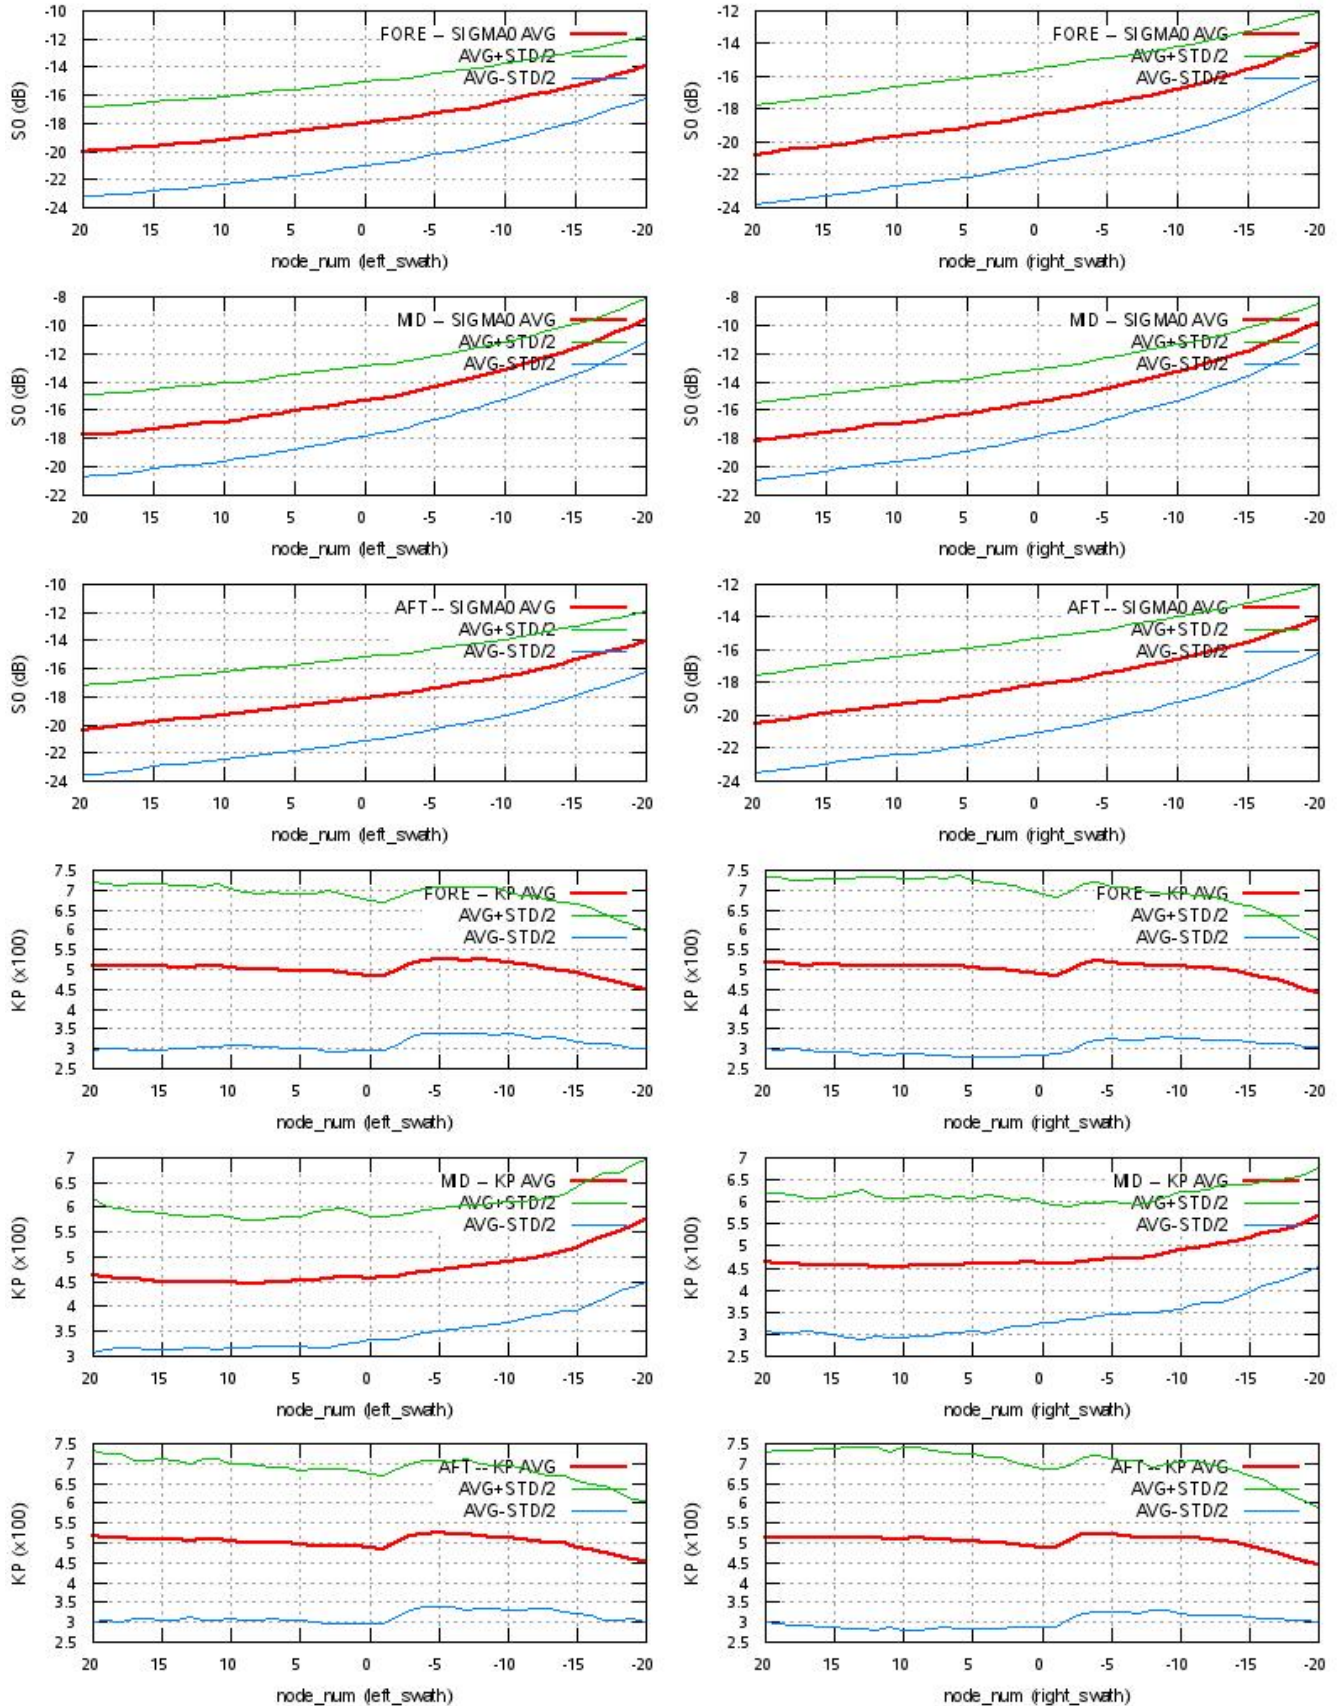 -10
-12
-14
-16
-18
-20
-22
-24
S0 (dB)
FORE -- SIGMA0 AVG
AVG+STD/2
AVG-STD/2
20 15 10 5 0 -5 -10 -15 -20
node_num (left_swath)
-12
-14
-16
-18
-20
-22
-24
S0 (dB)
FORE -- SIGMA0 AVG
AVG+STD/2
AVG-STD/2
20 15 10 5 0 -5 -10 -15 -20
node_num (right_swath)
-8
-10
-12
-14
-16
-18
-20
-22
S0 (dB)
MID -- SIGMA0 AVG
AVG+STD/2
AVG-STD/2
20 15 10 5 0 -5 -10 -15 -20
node_num (left_swath)
-8
-10
-12
-14
-16
-18
-20
-22
S0 (dB)
MID -- SIGMA0 AVG
AVG+STD/2
AVG-STD/2
20 15 10 5 0 -5 -10 -15 -20
node_num (right_swath)
-10
-12
-14
-16
-18
-20
-22
-24
S0 (dB)
AFT -- SIGMA0 AVG
AVG+STD/2
AVG-STD/2
20 15 10 5 0 -5 -10 -15 -20
node_num (left_swath)
-12
-14
-16
-18
-20
-22
-24
S0 (dB)
AFT -- SIGMA0 AVG
AVG+STD/2
AVG-STD/2
20 15 10 5 0 -5 -10 -15 -20
node_num (right_swath)
7.5
7
6.5
6
5.5
5
4.5
4
3.5
3
2.5
KP (x100)
FORE -- KP AVG
AVG+STD/2
AVG-STD/2
20 15 10 5 0 -5 -10 -15 -20
node_num (left_swath)
7.5
7
6.5
6
5.5
5
4.5
4
3.5
3
2.5
KP (x100)
FORE -- KP AVG
AVG+STD/2
AVG-STD/2
20 15 10 5 0 -5 -10 -15 -20
node_num (right_swath)
7
6.5
6
5.5
5
4.5
4
3.5
3
KP (x100)
MID -- KP AVG
AVG+STD/2
AVG-STD/2
20 15 10 5 0 -5 -10 -15 -20
node_num (left_swath)
7
6.5
6
5.5
5
4.5
4
3.5
3
2.5
KP (x100)
MID -- KP AVG
AVG+STD/2
AVG-STD/2
20 15 10 5 0 -5 -10 -15 -20
node_num (right_swath)
7.5
7
6.5
6
5.5
5
4.5
4
3.5
3
2.5
KP (x100)
AFT -- KP AVG
AVG+STD/2
AVG-STD/2
20 15 10 5 0 -5 -10 -15 -20
node_num (left_swath)
7.5
7
6.5
6
5.5
5
4.5
4
3.5
3
2.5
KP (x100)
AFT -- KP AVG
AVG+STD/2
AVG-STD/2
20 15 10 5 0 -5 -10 -15 -20
node_num (right_swath)